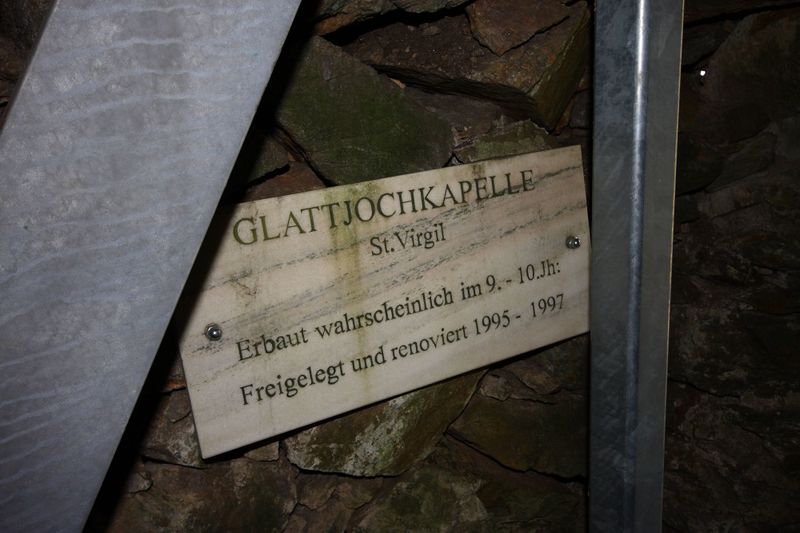 GLATTJOCHKAPELLE
St.Virgil
Erbaut wahrscheinlich im 9.- 10.Jh:
Freigelegt und renoviert 1995 - 1997